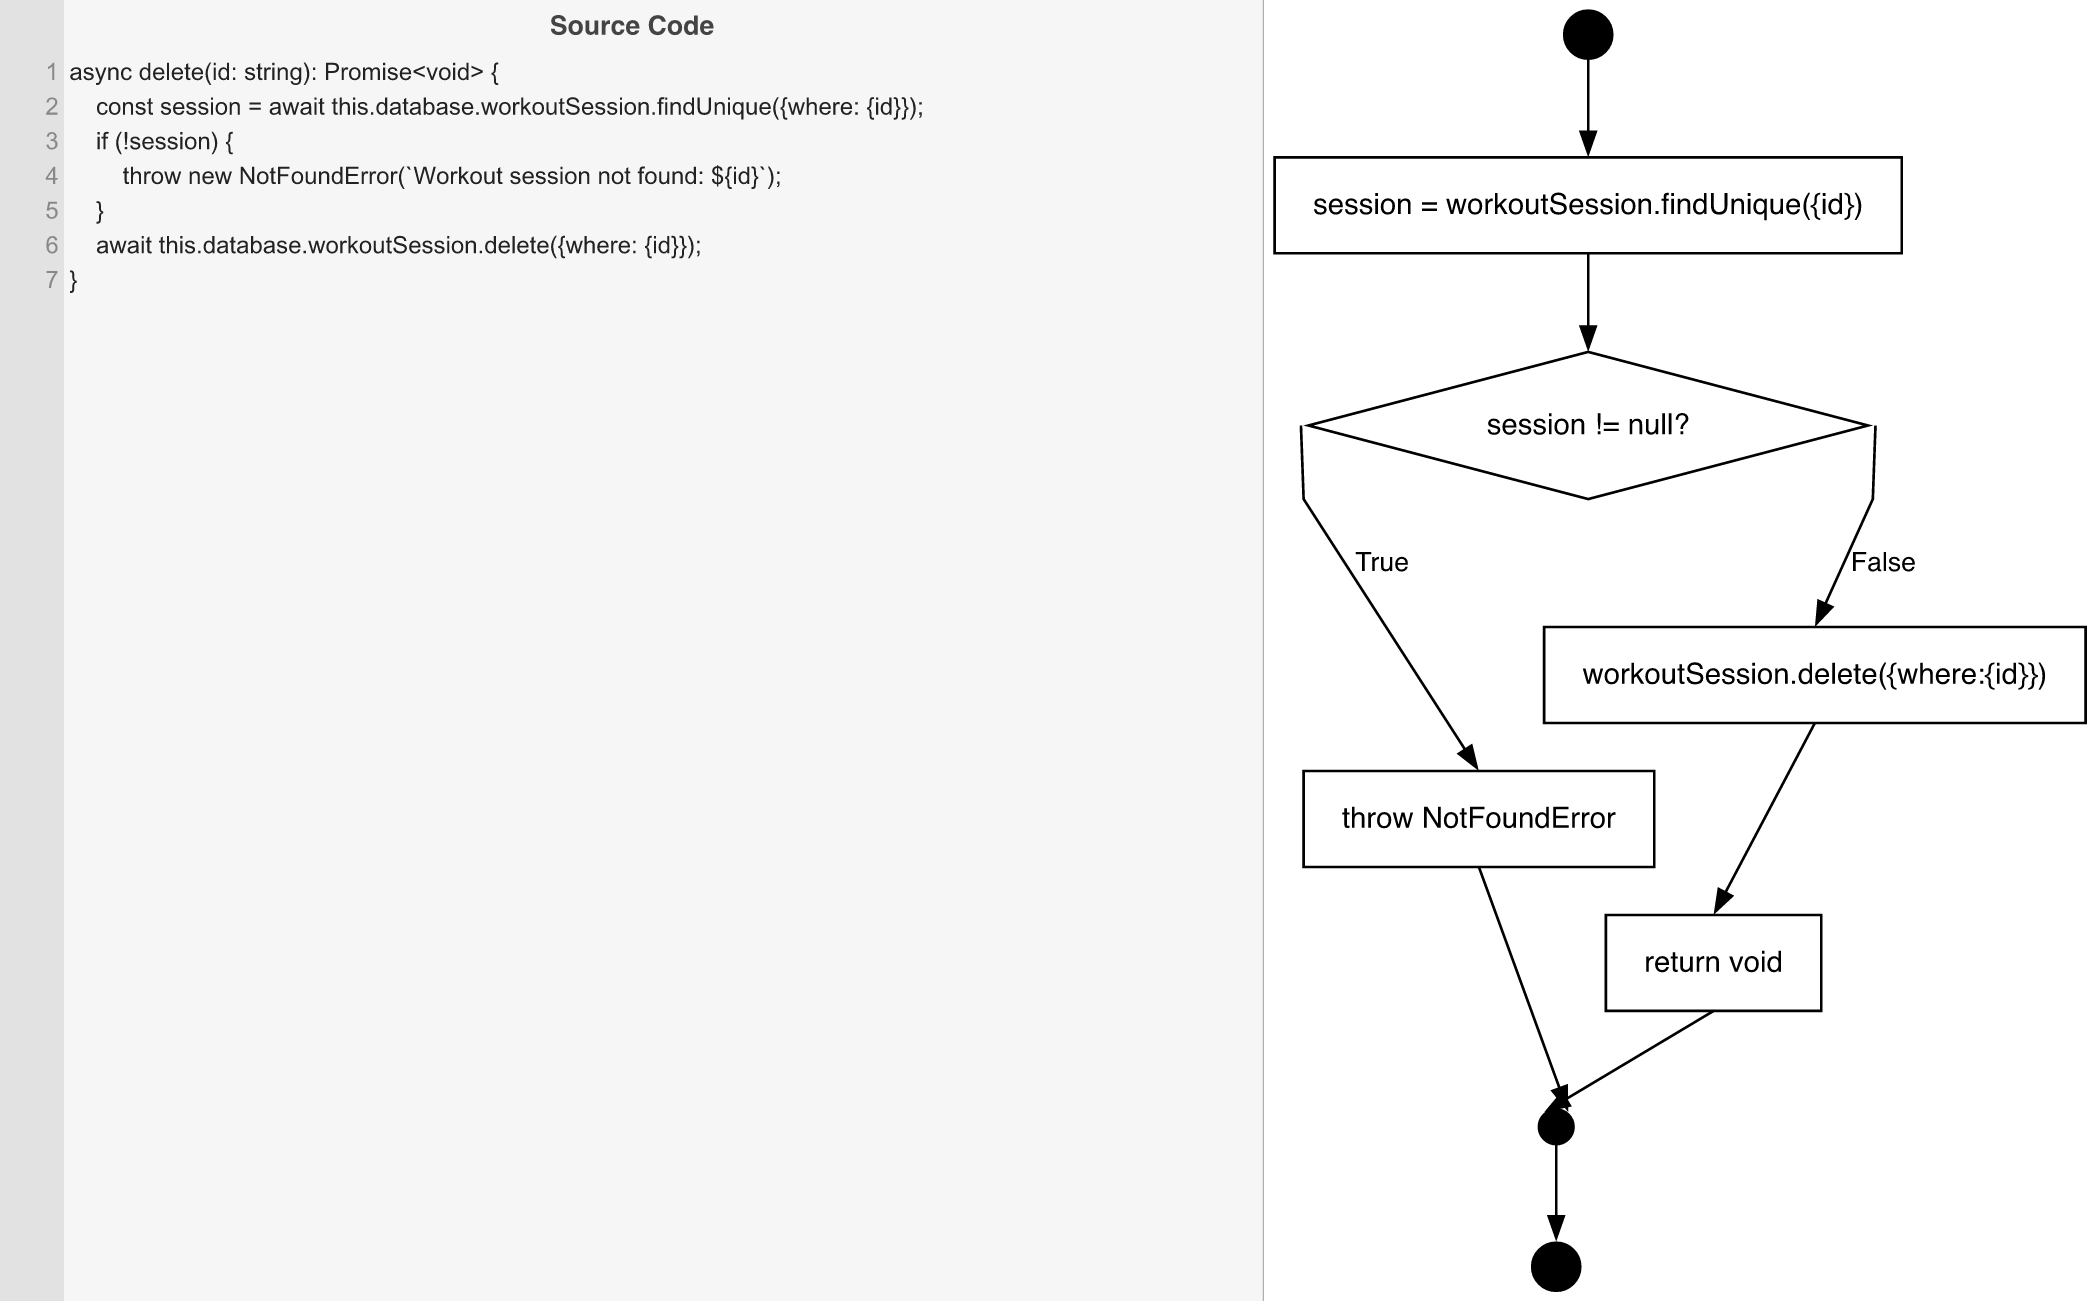 Source Code
1 async delete(id: string): Promise<void> {
2 const session = await this.database.workoutSession.findUnique({where: {id}});
3 if (!session) {
4 throw new NotFoundError(`Workout session not found: ${id}`);
5 }
6 await this.database.workoutSession.delete({where: {id}});
7 }
session = workoutSession.findUnique({id})
session != null?
True
False
workoutSession.delete({where:{id}})
throw NotFoundError
return void